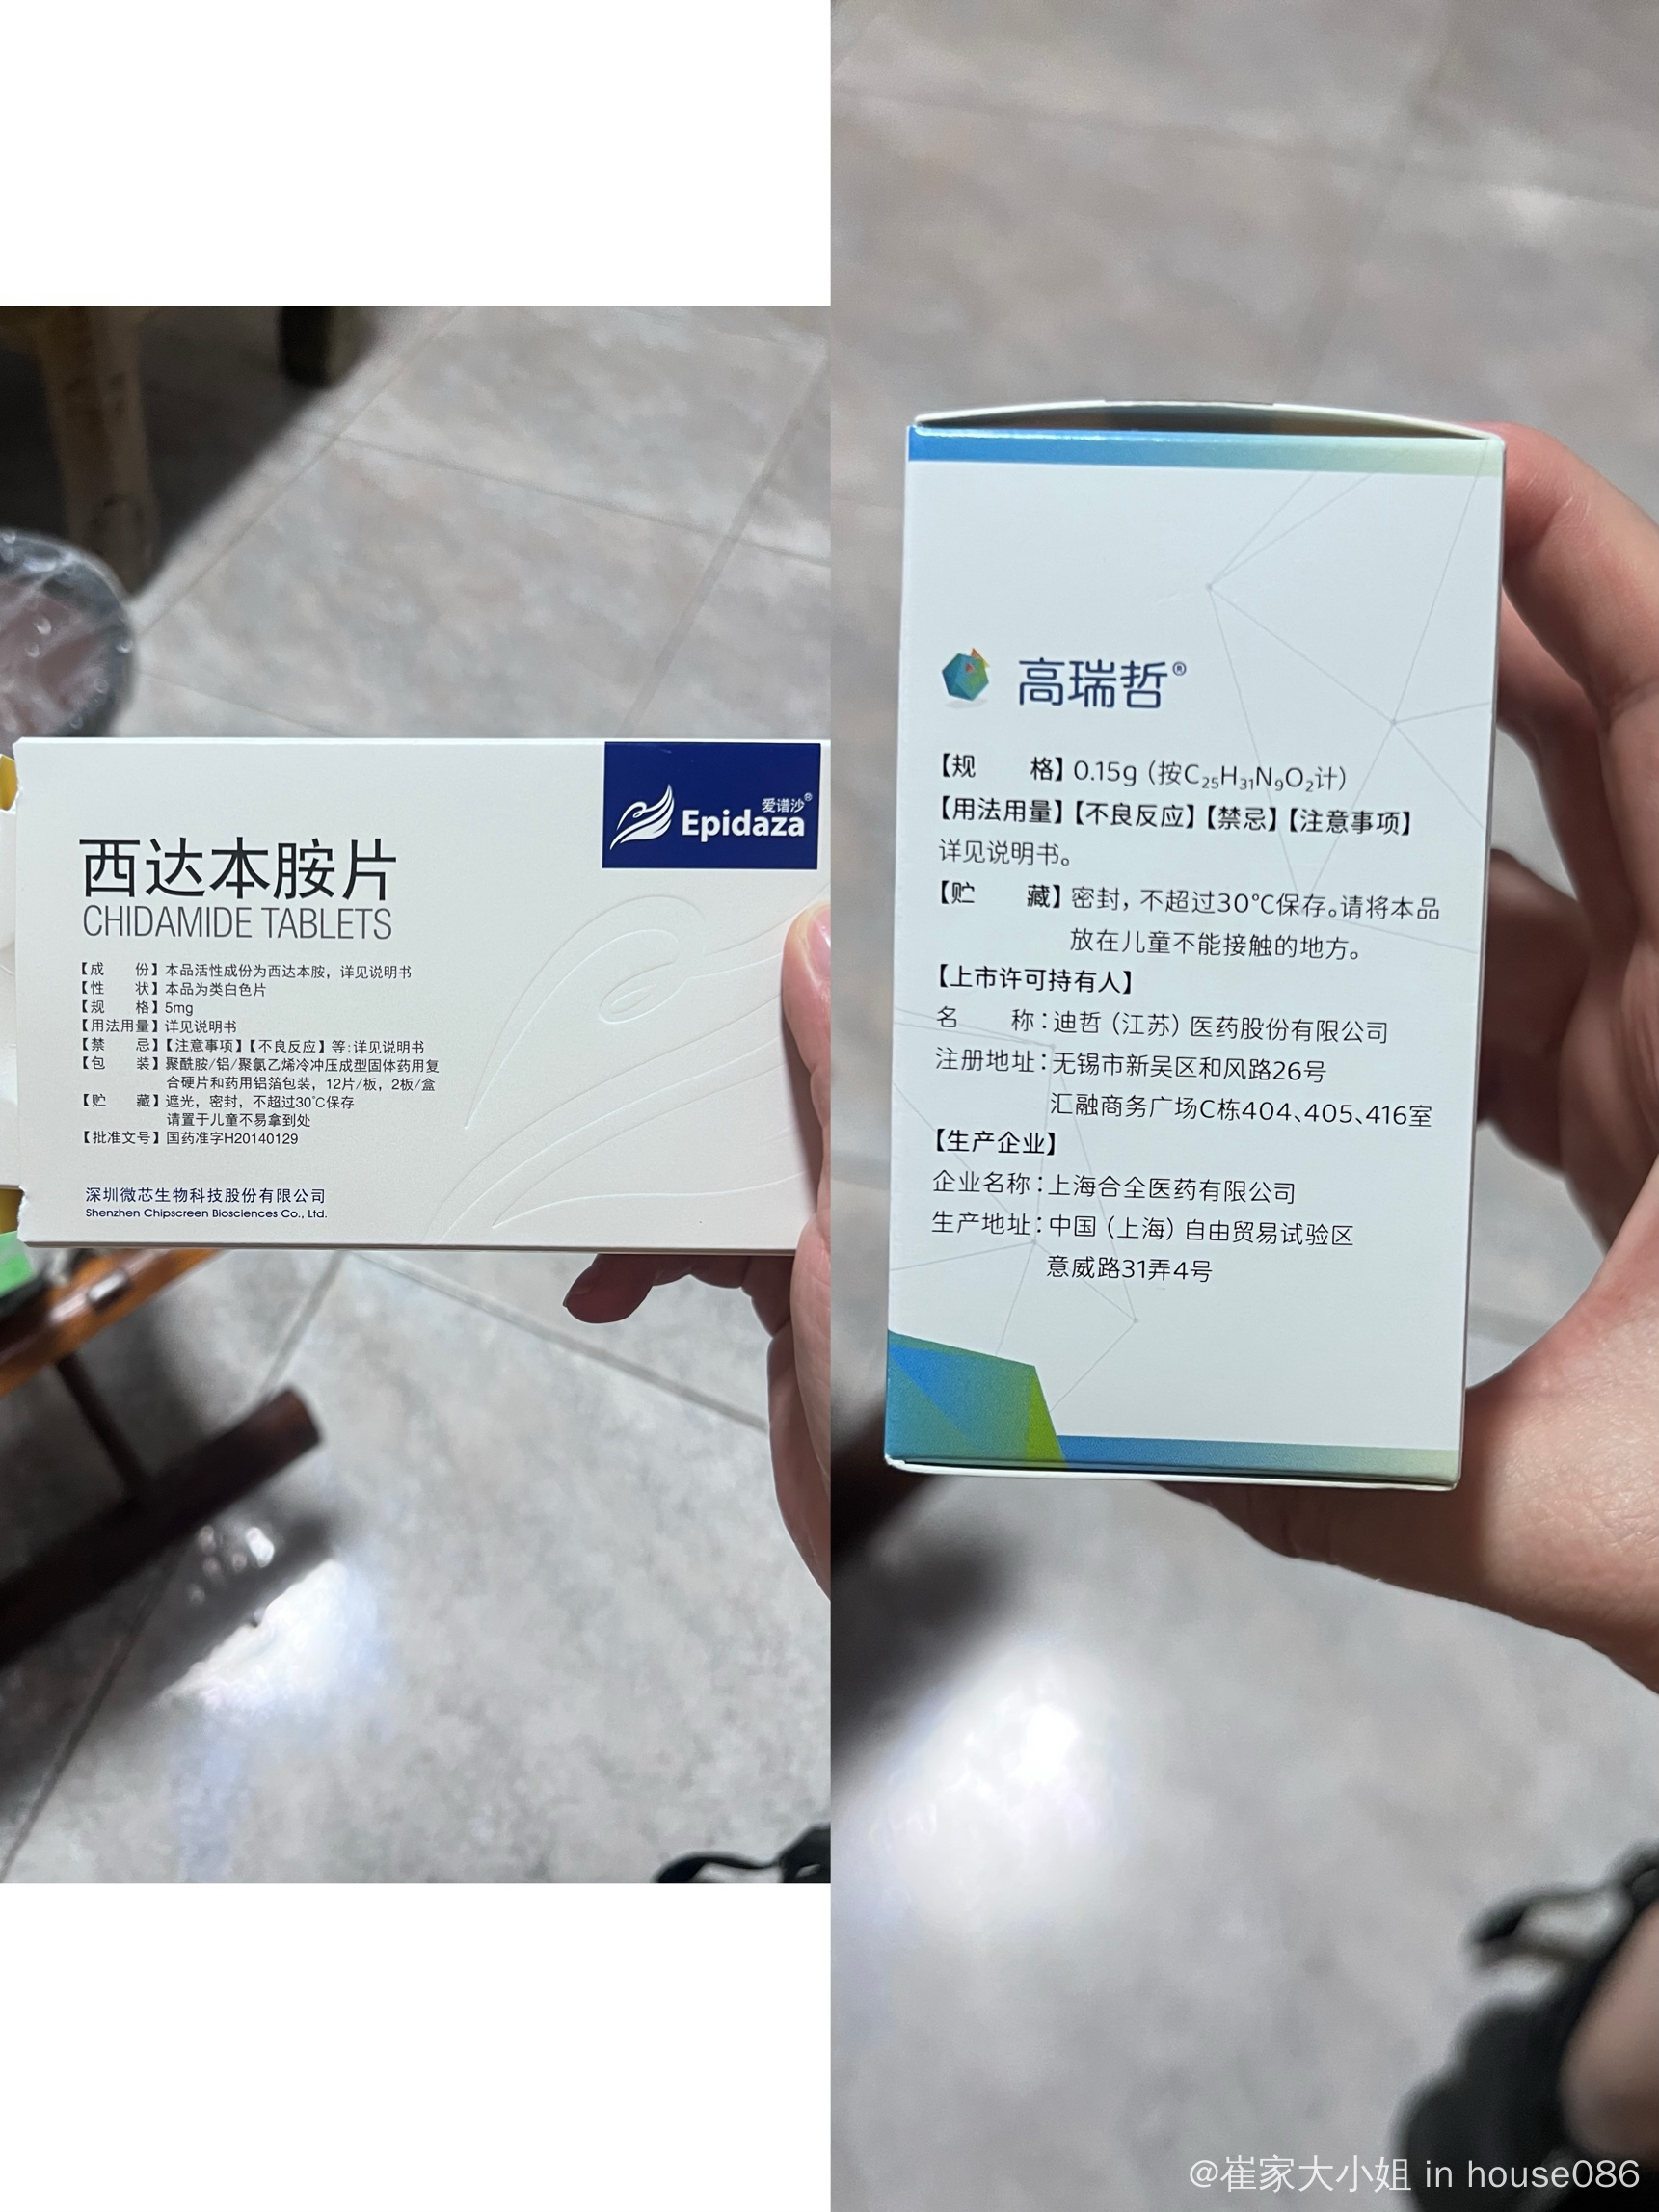 爱谱沙®
Epidaza
西达本胺片
CHIDAMIDE TABLETS
【成　　份】本品活性成份为西达本胺，详见说明书
【性　　状】本品为类白色片
【规　　格】5mg
【用法用量】详见说明书
【禁　　忌】【注意事项】【不良反应】等:详见说明书
【包　　装】聚酰胺/铝/聚氯乙烯冷冲压成型固体药用复
合硬片和药用铝箔包装，12片/板，2板/盒
【贮　　藏】遮光，密封，不超过30℃保存
请置于儿童不易拿到处
【批准文号】国药准字H20140129
深圳微芯生物科技股份有限公司
Shenzhen Chipscreen Biosciences Co., Ltd.
高瑞哲®
【规　　格】0.15g（按C₂₅H₃₁N₉O₂计）
【用法用量】【不良反应】【禁忌】【注意事项】
详见说明书。
【贮　　藏】密封，不超过30℃保存。请将本品
放在儿童不能接触的地方。
【上市许可持有人】
名　　称：迪哲（江苏）医药股份有限公司
注册地址：无锡市新吴区和风路26号
汇融商务广场C栋404、405、416室
【生产企业】
企业名称：上海合全医药有限公司
生产地址：中国（上海）自由贸易试验区
意威路31弄4号
@崔家大小姐 in house086